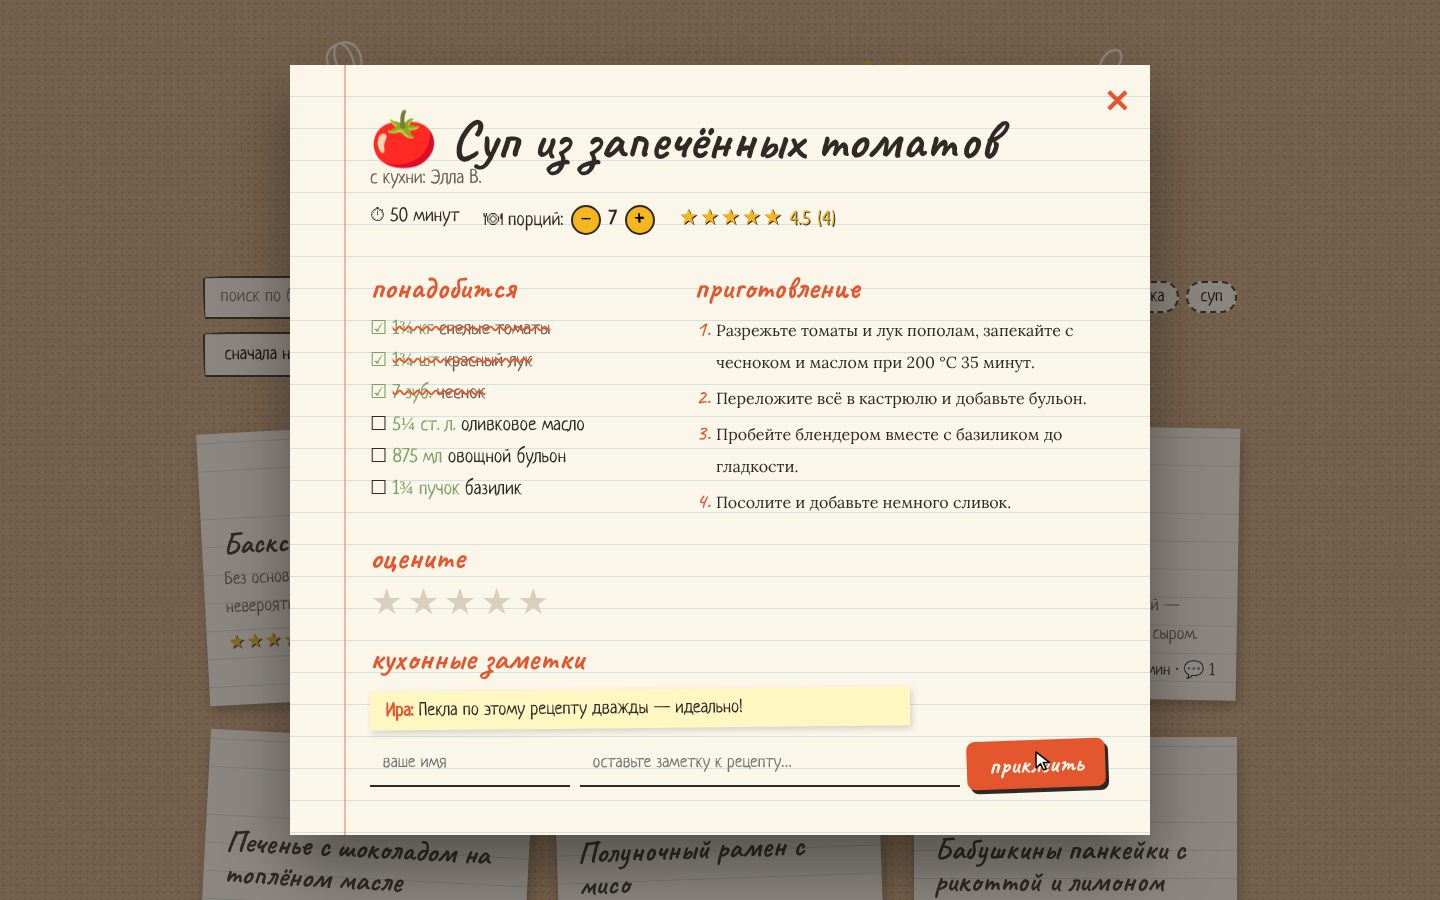 Суп из запечённых томатов
с кухни: Элла В.
50 минут
порций: − 7 +
★★★★★ 4.5 (4)
понадобится
☑ 1¾ кг спелые томаты
☑ 1¾ шт красный лук
☑ 7 зуб. чеснок
☐ 5¼ ст. л. оливковое масло
☐ 875 мл овощной бульон
☐ 1¾ пучок базилик
приготовление
1. Разрежьте томаты и лук пополам, запекайте с
чесноком и маслом при 200 °C 35 минут.
2. Переложите всё в кастрюлю и добавьте бульон.
3. Пробейте блендером вместе с базиликом до
гладкости.
4. Посолите и добавьте немного сливок.
оцените
★★★★★
кухонные заметки
Ира: Пекла по этому рецепту дважды — идеально!
ваше имя
оставьте заметку к рецепту...
приклеить
поиск по
сначала
суп
Без
й —
сыром.
мин · 💬 1
Печенье с шоколадом на
топлёном масле
Полуночный рамен с
мисо
Бабушкины панкейки с
рикоттой и лимоном